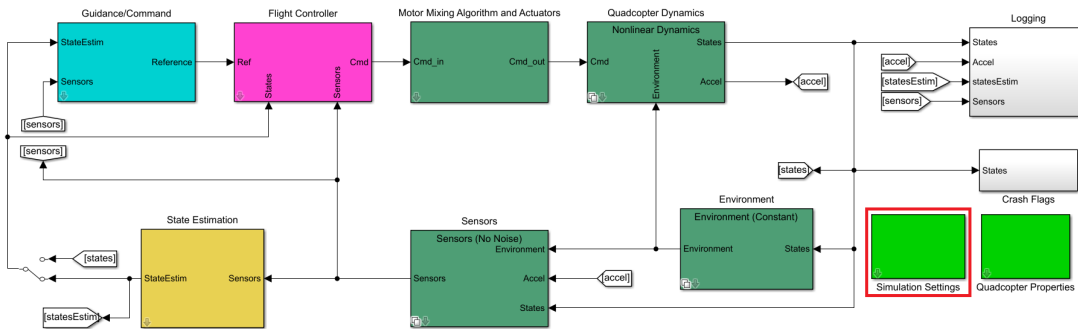 Guidance/Command
Flight Controller
Motor Mixing Algorithm and Actuators
Quadcopter Dynamics
Logging
StateEstim
Reference
Sensors
Ref
Cmd
States
Sensors
Cmd_in
Cmd_out
Nonlinear Dynamics
Cmd
States
Accel
Environment
[accel]
States
Accel
statesEstim
Sensors
[accel]
[statesEstim]
[sensors]
[sensors]
[sensors]
[states]
States
Crash Flags
State Estimation
Sensors
Environment
[states]
StateEstim
Sensors
[statesEstim]
Sensors (No Noise)
Environment
Sensors
Accel
States
[accel]
Environment (Constant)
Environment
States
Simulation Settings
Quadcopter Properties